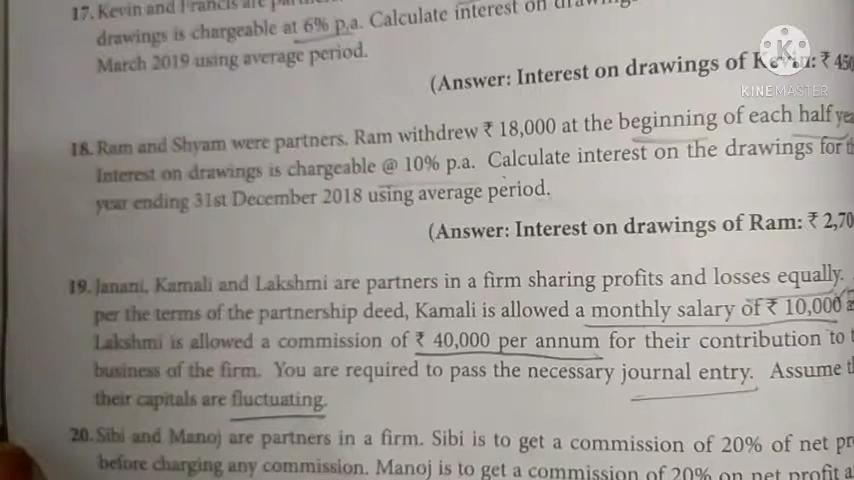 17. Kevin and Francis are
drawings is chargeable at 6% p.a. Calculate interest on
March 2019 using average period.
(Answer: Interest on drawings of Kevin: ₹ 450
KINEMASTER
18. Ram and Shyam were partners. Ram withdrew ₹ 18,000 at the beginning of each half yea
Interest on drawings is chargeable @ 10% p.a. Calculate interest on the drawings for th
year ending 31st December 2018 using average period.
(Answer: Interest on drawings of Ram: ₹ 2,70
19. Janani, Kamali and Lakshmi are partners in a firm sharing profits and losses equally.
per the terms of the partnership deed, Kamali is allowed a monthly salary of ₹ 10,000 a
Lakshmi is allowed a commission of ₹ 40,000 per annum for their contribution to t
business of the firm. You are required to pass the necessary journal entry. Assume th
their capitals are fluctuating.
20. Sibi and Manoj are partners in a firm. Sibi is to get a commission of 20% of net pr
before charging any commission. Manoj is to get a commission of 20% on net profit a